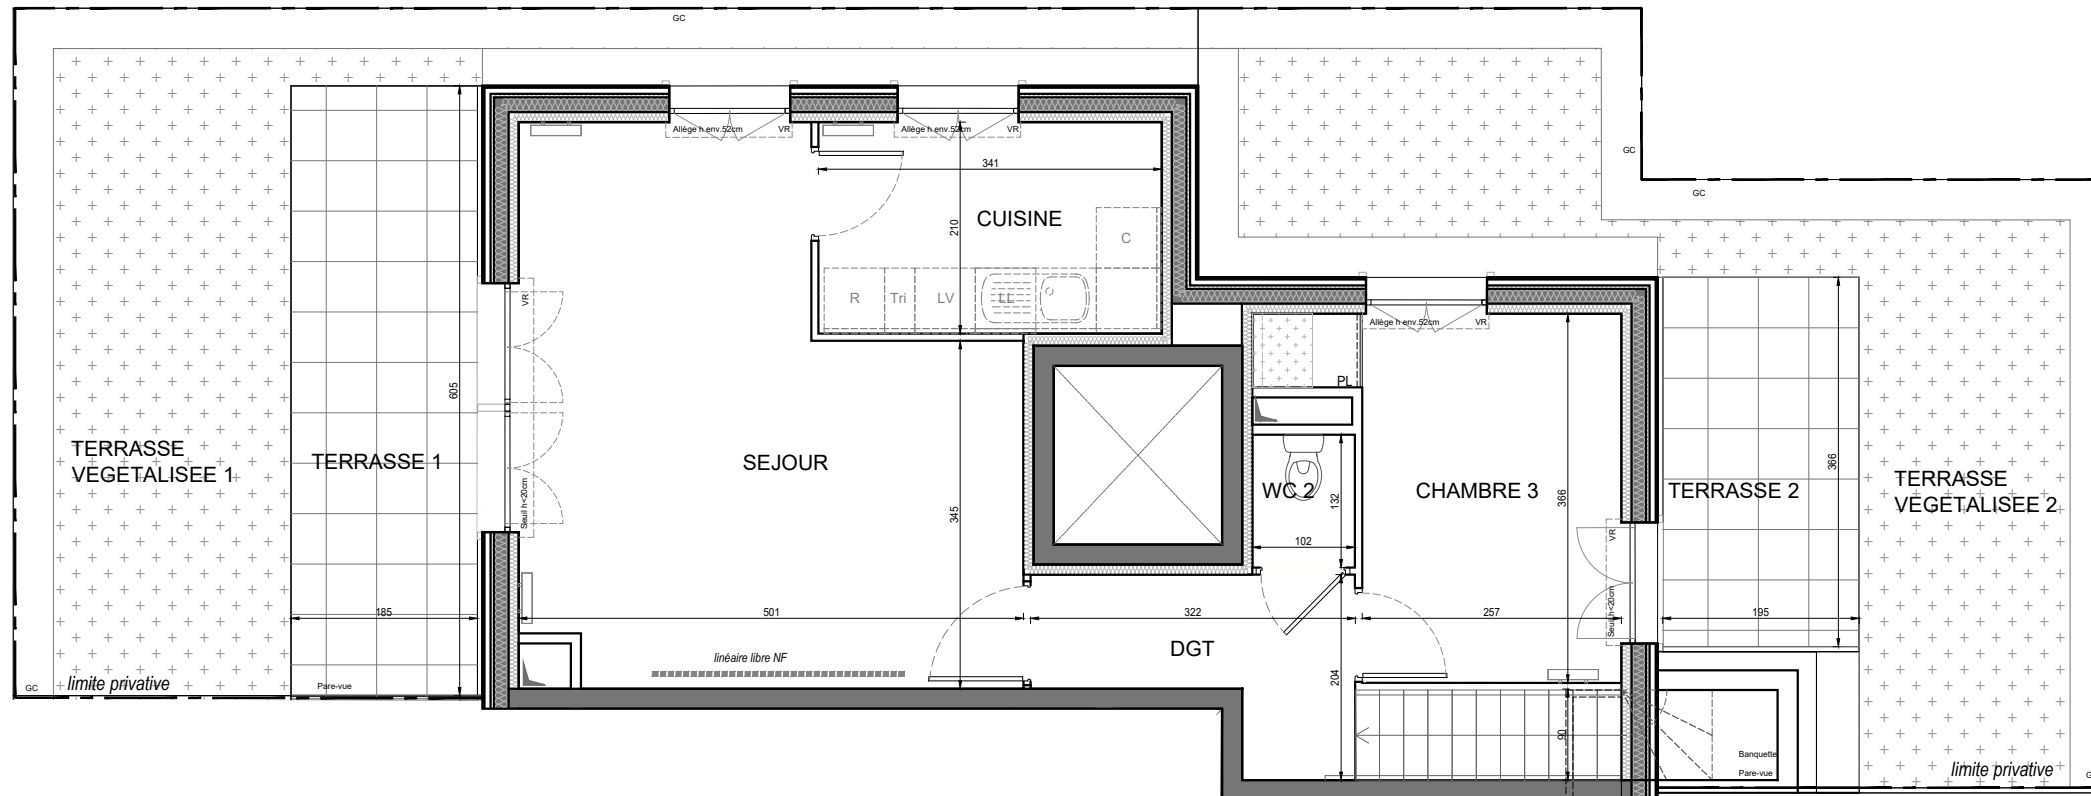 GC
Allège h env.52cm
VR
Allège h env.52cm
VR
GC
341
GC
CUISINE
210
C
R
Tri
LV
LL
VR
Allège h env.52cm
VR
PL
605
TERRASSE
VEGETALISEE 1
TERRASSE 1
SEJOUR
WC 2
132
CHAMBRE 3
366
TERRASSE 2
366
TERRASSE
VEGETALISEE 2
Seuil h<20cm
345
102
VR
Seuil h<20cm
185
501
322
257
195
DGT
linéaire libre NF
204
GC
limite privative
Pare-vue
90
Banquette
Pare-vue
limite privative
G